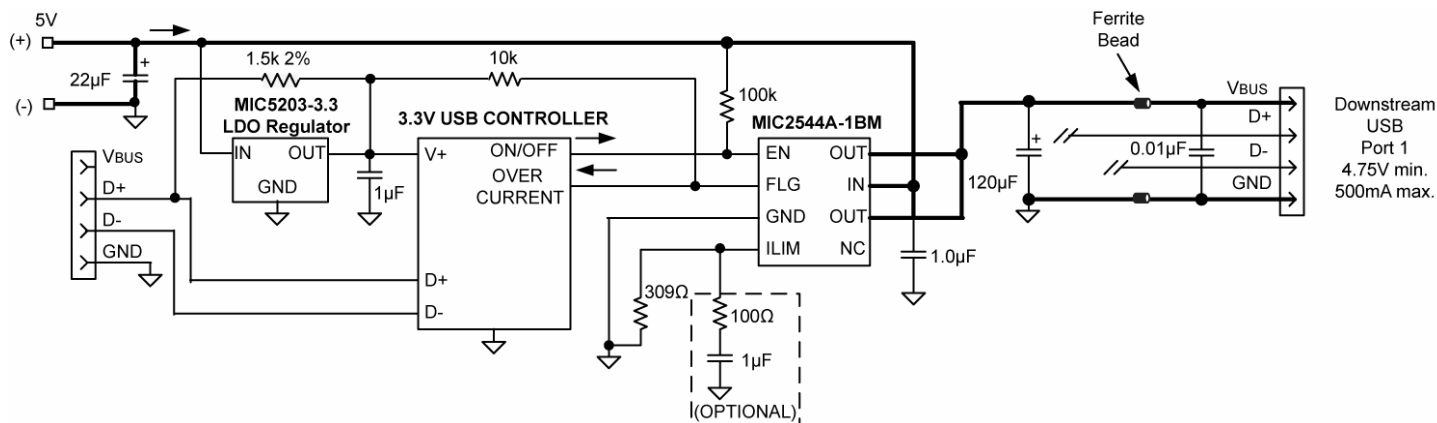 5V
(+)
(-)
22µF
+
1.5k 2%
10k
MIC5203-3.3
LDO Regulator
IN OUT
GND
1µF
3.3V USB CONTROLLER
V+
ON/OFF
OVER
CURRENT
D+
D-
VBUS
D+
D-
GND
100k
MIC2544A-1BM
EN OUT
FLG IN
GND OUT
ILIM NC
309Ω
100Ω
1µF
(OPTIONAL)
1.0µF
+
120µF
Ferrite
Bead
0.01µF
VBUS
D+
D-
GND
Downstream
USB
Port 1
4.75V min.
500mA max.